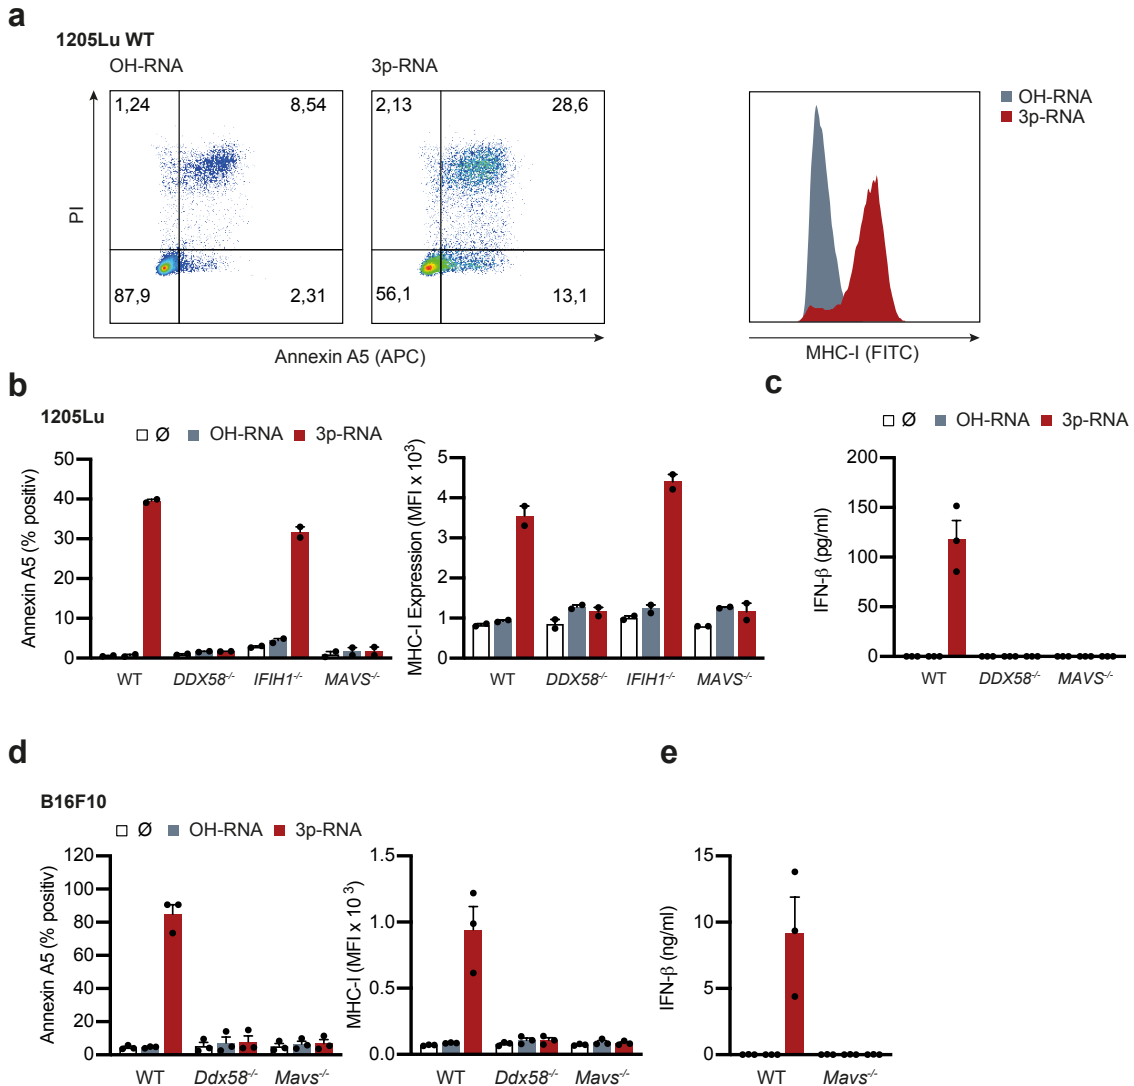 a
1205Lu WT
OH-RNA
3p-RNA
1,24
8,54
87,9
2,31
2,13
28,6
56,1
13,1
PI
Annexin A5 (APC)
OH-RNA
3p-RNA
MHC-I (FITC)
b
1205Lu
Ø OH-RNA 3p-RNA
Annexin A5 (% positiv)
50
40
30
20
10
0
WT DDX58-/- IFIH1-/- MAVS-/-
MHC-I Expression (MFI x 10³)
5
4
3
2
1
0
WT DDX58-/- IFIH1-/- MAVS-/-
c
Ø OH-RNA 3p-RNA
IFN-β (pg/ml)
200
150
100
50
0
WT DDX58-/- MAVS-/-
d
B16F10
Ø OH-RNA 3p-RNA
Annexin A5 (% positiv)
120
100
80
60
40
20
0
WT Ddx58-/- Mavs-/-
MHC-I (MFI x 10³)
1.5
1.0
0.5
0.0
WT Ddx58-/- Mavs-/-
e
IFN-β (ng/ml)
15
10
5
0
WT Mavs-/-